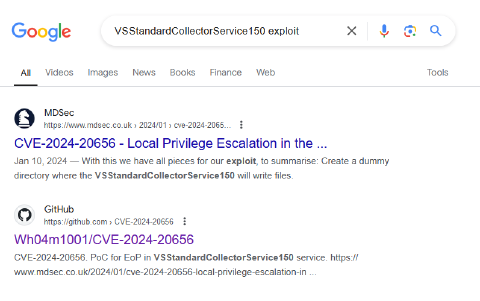 Google
VSStandardCollectorService150 exploit
All Videos Images News Books Finance Web Tools
MDSec
https://www.mdsec.co.uk › 2024/01 › cve-2024-2065...
CVE-2024-20656 - Local Privilege Escalation in the ...
Jan 10, 2024 — With this we have all pieces for our exploit, to summarise: Create a dummy
directory where the VSStandardCollectorService150 will write files.
GitHub
https://github.com › CVE-2024-20656
Wh04m1001/CVE-2024-20656
CVE-2024-20656. PoC for EoP in VSStandardCollectorService150 service. https://
www.mdsec.co.uk/2024/01/cve-2024-20656-local-privilege-escalation-in ...